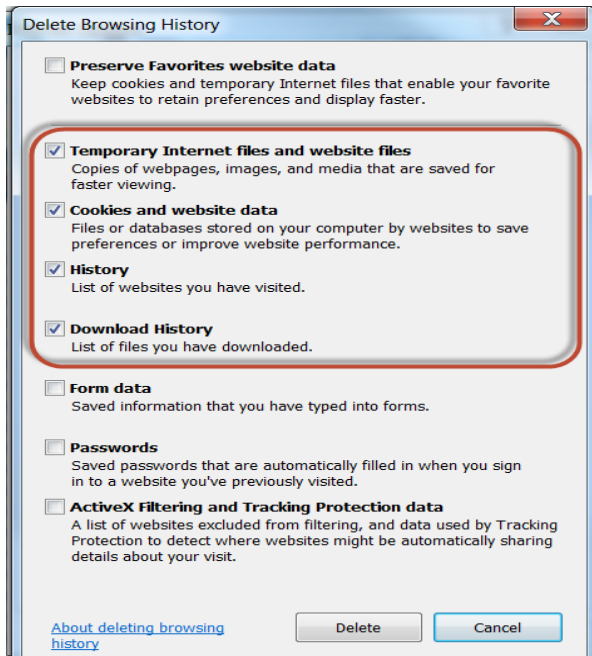 Delete Browsing History
Preserve Favorites website data
Keep cookies and temporary Internet files that enable your favorite
websites to retain preferences and display faster.
Temporary Internet files and website files
Copies of webpages, images, and media that are saved for
faster viewing.
Cookies and website data
Files or databases stored on your computer by websites to save
preferences or improve website performance.
History
List of websites you have visited.
Download History
List of files you have downloaded.
Form data
Saved information that you have typed into forms.
Passwords
Saved passwords that are automatically filled in when you sign
in to a website you've previously visited.
ActiveX Filtering and Tracking Protection data
A list of websites excluded from filtering, and data used by Tracking
Protection to detect where websites might be automatically sharing
details about your visit.
About deleting browsing
history
Delete
Cancel